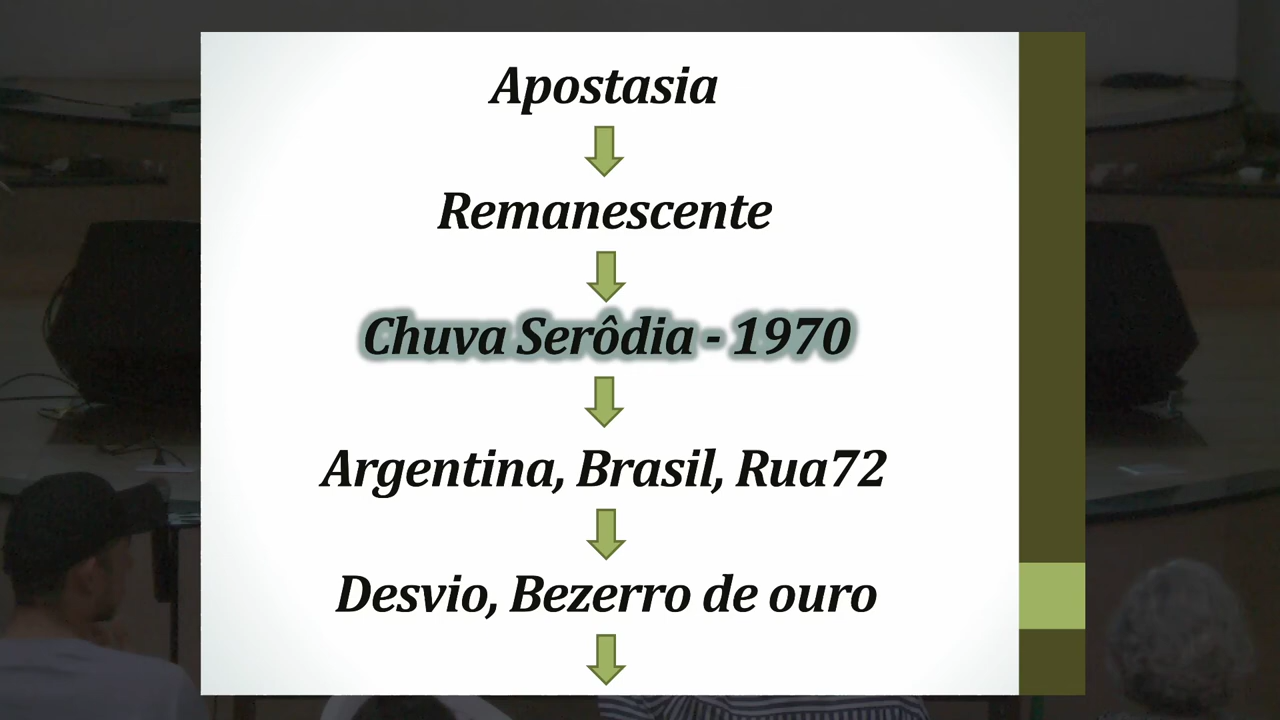 Apostasia
Remanescente
Chuva Serôdia - 1970
Argentina, Brasil, Rua72
Desvio, Bezerro de ouro